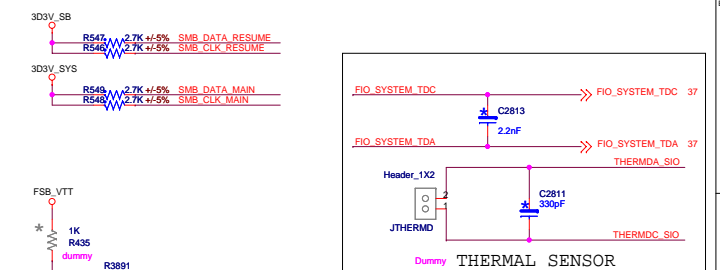 3D3V_SB
R547 2.7K +/-5% SMB_DATA_RESUME
R546 2.7K +/-5% SMB_CLK_RESUME
3D3V_SYS
R549 2.7K +/-5% SMB_DATA_MAIN
R548 2.7K +/-5% SMB_CLK_MAIN
FSB_VTT
*
1K
R435
dummy
R3891
FIO_SYSTEM_TDC
FIO_SYSTEM_TDC 37
* C2813
2.2nF
FIO_SYSTEM_TDA
FIO_SYSTEM_TDA 37
THERMDA_SIO
Header_1X2
2
1
JTHERMD
C2811
* 330pF
THERMDC_SIO
Dummy THERMAL SENSOR